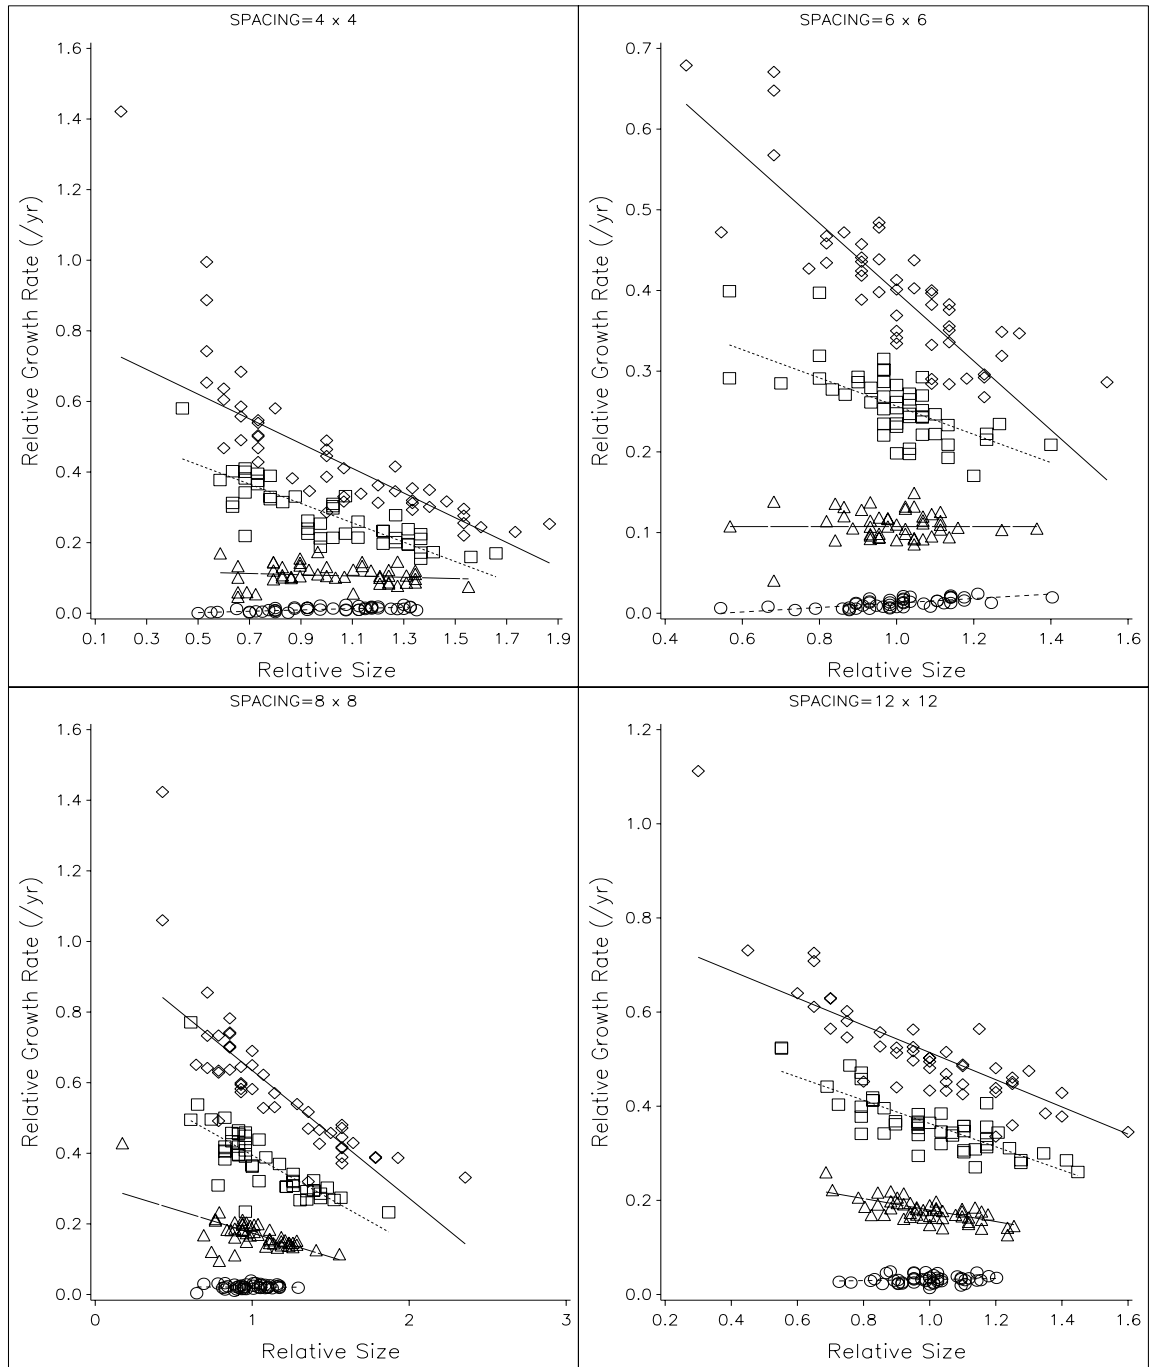 SPACING=4 x 4
1.6
1.4
1.2
1.0
0.8
0.6
0.4
0.2
0.0
Relative Growth Rate (/yr)
0.1 0.3 0.5 0.7 0.9 1.1 1.3 1.5 1.7 1.9
Relative Size
SPACING=6 x 6
0.7
0.6
0.5
0.4
0.3
0.2
0.1
0.0
Relative Growth Rate (/yr)
0.4 0.6 0.8 1.0 1.2 1.4 1.6
Relative Size
SPACING=8 x 8
1.6
1.4
1.2
1.0
0.8
0.6
0.4
0.2
0.0
Relative Growth Rate (/yr)
0 1 2 3
Relative Size
SPACING=12 x 12
1.2
1.0
0.8
0.6
0.4
0.2
0.0
Relative Growth Rate (/yr)
0.2 0.4 0.6 0.8 1.0 1.2 1.4 1.6
Relative Size